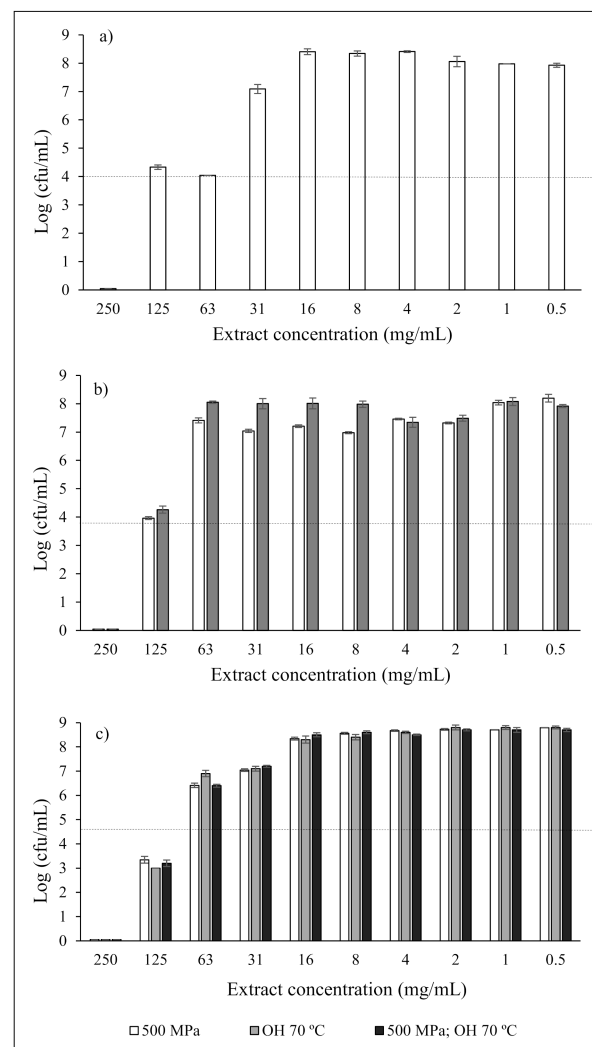 a)
9
8
7
6
5
4
3
2
1
0
Log (cfu/mL)
250 125 63 31 16 8 4 2 1 0.5
Extract concentration (mg/mL)
b)
9
8
7
6
5
4
3
2
1
0
Log (cfu/mL)
250 125 63 31 16 8 4 2 1 0.5
Extract concentration (mg/mL)
c)
9
8
7
6
5
4
3
2
1
0
Log (cfu/mL)
250 125 63 31 16 8 4 2 1 0.5
Extract concentration (mg/mL)
500 MPa OH 70 ºC 500 MPa; OH 70 ºC